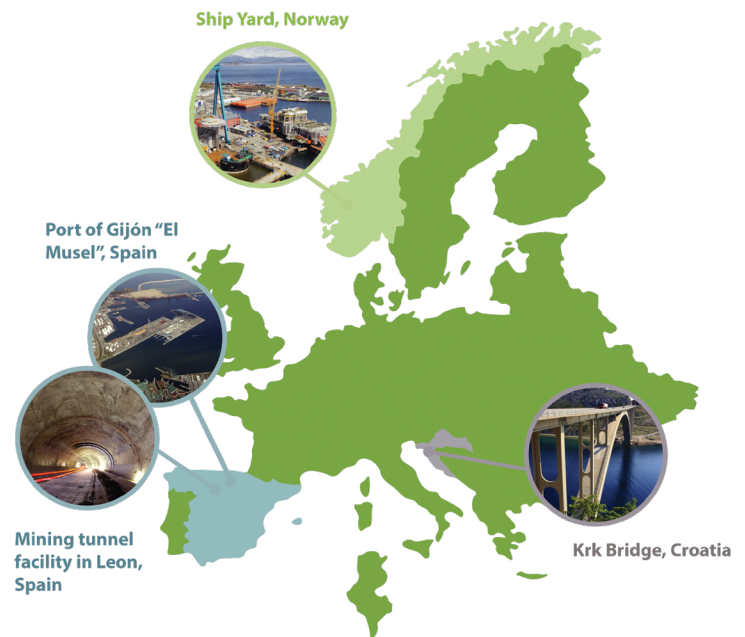 Ship Yard, Norway
Port of Gijón “El
Musel”, Spain
Mining tunnel
facility in Leon,
Spain
Krk Bridge, Croatia